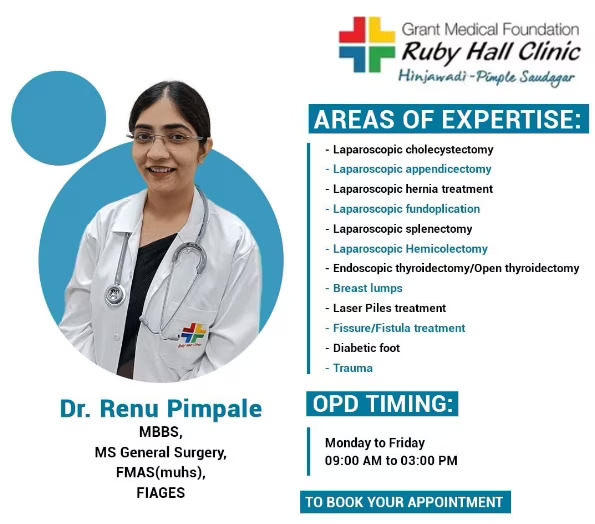 Grant Medical Foundation
Ruby Hall Clinic
Hinjawadi - Pimple Saudagar
AREAS OF EXPERTISE:
- Laparoscopic cholecystectomy
- Laparoscopic appendicectomy
- Laparoscopic hernia treatment
- Laparoscopic fundoplication
- Laparoscopic splenectomy
- Laparoscopic Hemicolectomy
- Endoscopic thyroidectomy/Open thyroidectomy
- Breast lumps
- Laser Piles treatment
- Fissure/Fistula treatment
- Diabetic foot
- Trauma
Ruby Hall Clinic
Dr. Renu Pimpale
MBBS,
MS General Surgery,
FMAS(muhs),
FIAGES
OPD TIMING:
Monday to Friday
09:00 AM to 03:00 PM
TO BOOK YOUR APPOINTMENT